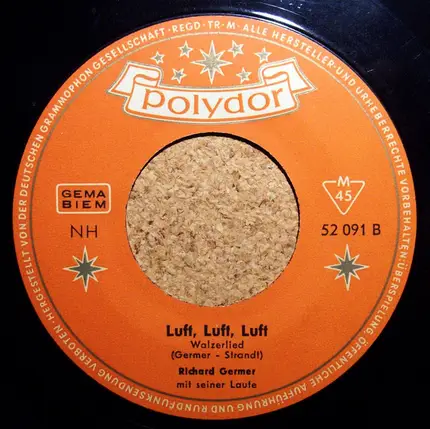 HERGESTELLT VON DER DEUTSCHEN GRAMMOPHON GESELLSCHAFT · REGD · TR · M · ALLE HERSTELLER- UND URHEBERRECHTE VORBEHALTEN · ÜBERSPIELUNG · ÖFFENTLICHE AUFFÜHRUNG UND RUNDFUNKSENDUNG VERBOTEN ·
polydor
GEMA
BIEM
M
45
NH
52 091 B
Luft, Luft, Luft
Walzerlied
(Germer - Strandt)
Richard Germer
mit seiner Laute